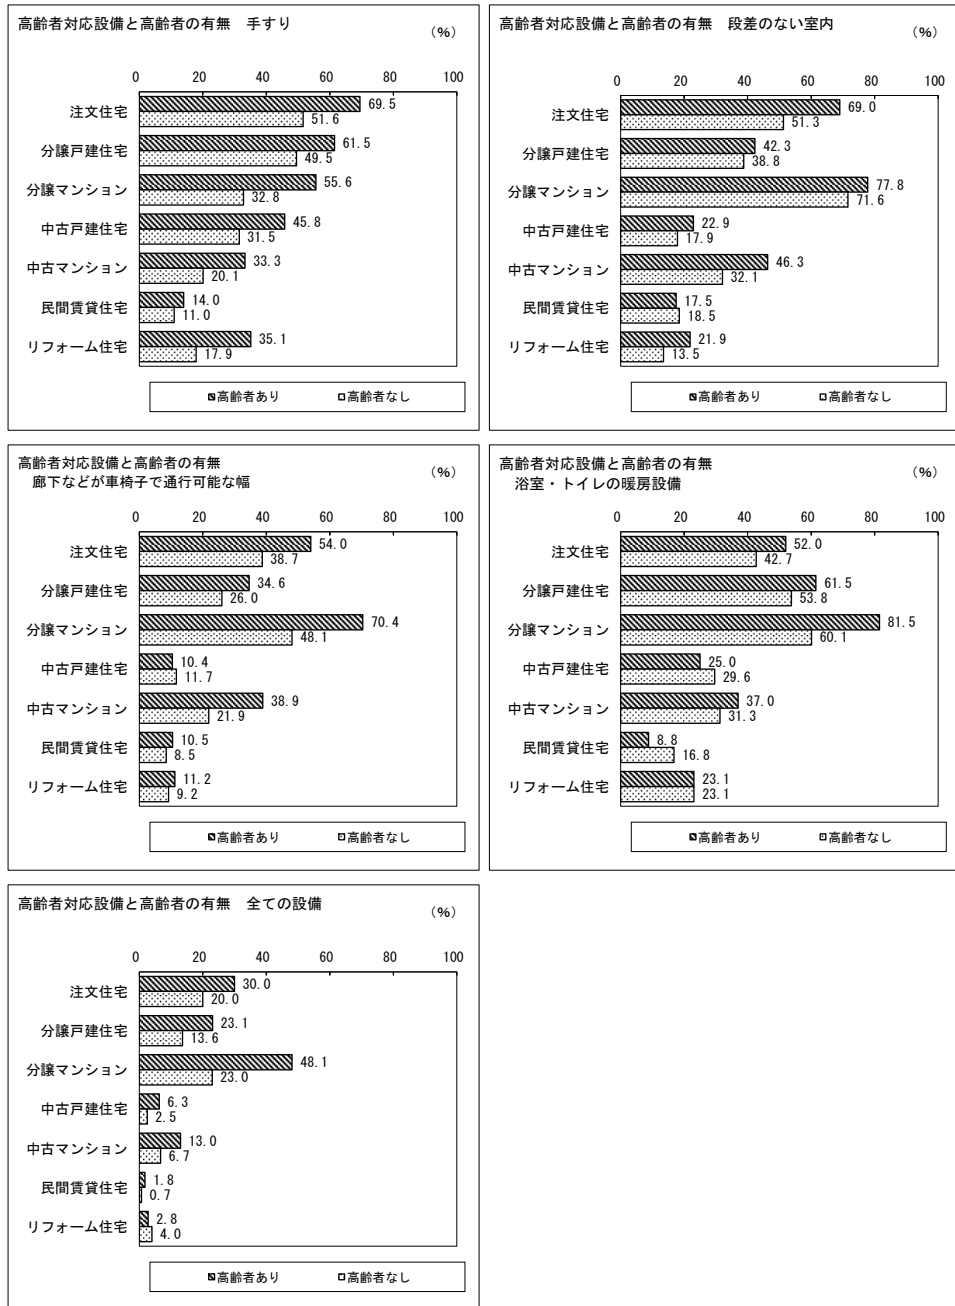 高齢者対応設備と高齢者の有無　手すり
（%）
0 20 40 60 80 100
注文住宅 69.5
51.6
分譲戸建住宅 61.5
49.5
分譲マンション 55.6
32.8
中古戸建住宅 45.8
31.5
中古マンション 33.3
20.1
民間賃貸住宅 14.0
11.0
リフォーム住宅 35.1
17.9
高齢者あり 高齢者なし
高齢者対応設備と高齢者の有無　段差のない室内
（%）
0 20 40 60 80 100
注文住宅 69.0
51.3
分譲戸建住宅 42.3
38.8
分譲マンション 77.8
71.6
中古戸建住宅 22.9
17.9
中古マンション 46.3
32.1
民間賃貸住宅 17.5
18.5
リフォーム住宅 21.9
13.5
高齢者あり 高齢者なし
高齢者対応設備と高齢者の有無
廊下などが車椅子で通行可能な幅
（%）
0 20 40 60 80 100
注文住宅 54.0
38.7
分譲戸建住宅 34.6
26.0
分譲マンション 70.4
48.1
中古戸建住宅 10.4
11.7
中古マンション 38.9
21.9
民間賃貸住宅 10.5
8.5
リフォーム住宅 11.2
9.2
高齢者あり 高齢者なし
高齢者対応設備と高齢者の有無
浴室・トイレの暖房設備
（%）
0 20 40 60 80 100
注文住宅 52.0
42.7
分譲戸建住宅 61.5
53.8
分譲マンション 81.5
60.1
中古戸建住宅 25.0
29.6
中古マンション 37.0
31.3
民間賃貸住宅 8.8
16.8
リフォーム住宅 23.1
23.1
高齢者あり 高齢者なし
高齢者対応設備と高齢者の有無　全ての設備
（%）
0 20 40 60 80 100
注文住宅 30.0
20.0
分譲戸建住宅 23.1
13.6
分譲マンション 48.1
23.0
中古戸建住宅 6.3
2.5
中古マンション 13.0
6.7
民間賃貸住宅 1.8
0.7
リフォーム住宅 2.8
4.0
高齢者あり 高齢者なし